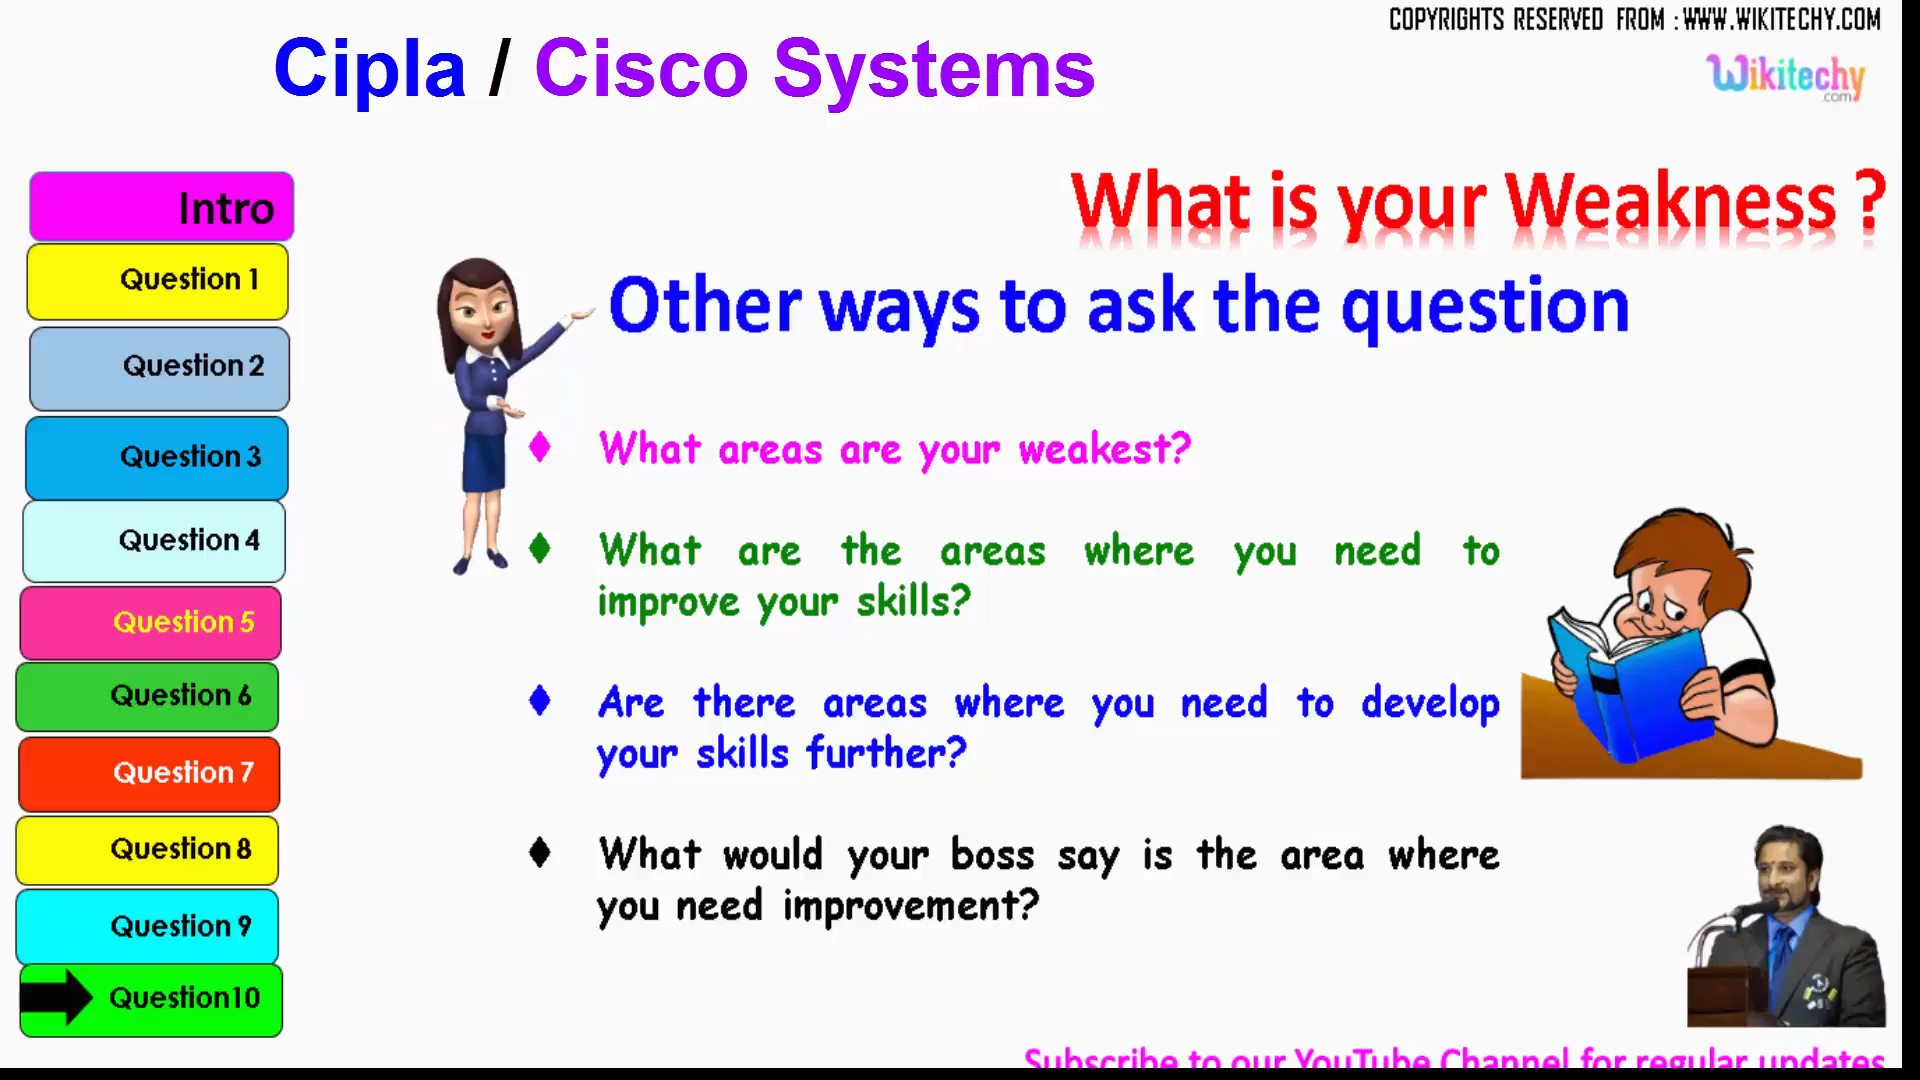 COPYRIGHTS RESERVED FROM : WWW.WIKITECHY.COM
Cipla / Cisco Systems
Wikitechy
.com
What is your Weakness ?
Other ways to ask the question
Intro
Question 1
Question 2
Question 3
Question 4
Question 5
Question 6
Question 7
Question 8
Question 9
Question10
♦ What areas are your weakest?
♦ What are the areas where you need to
improve your skills?
♦ Are there areas where you need to develop
your skills further?
♦ What would your boss say is the area where
you need improvement?
Subscribe to our YouTube Channel for regular updates